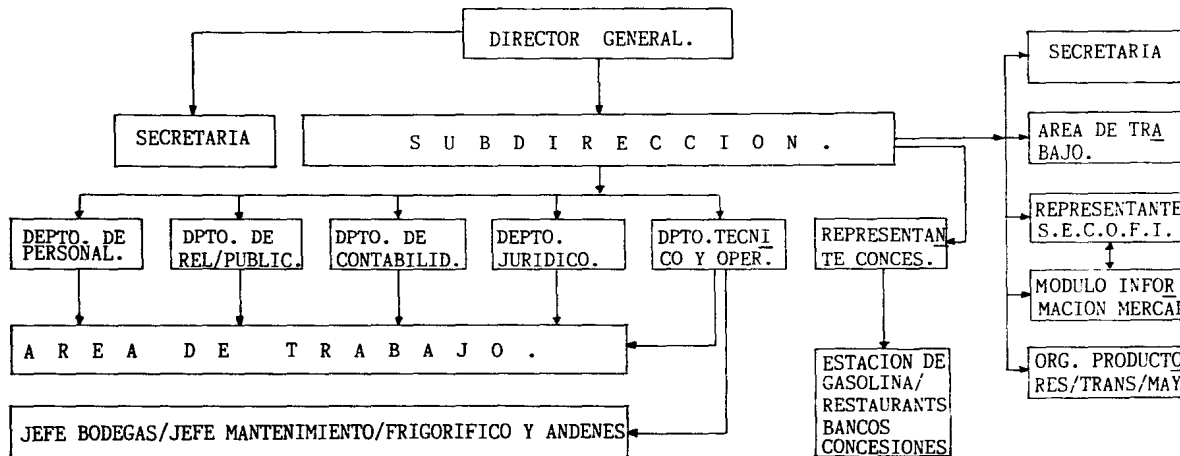 DIRECTOR GENERAL.
SECRETARIA
SECRETARIA
S U B D I R E C C I O N .
AREA DE TRA
BAJO.
DEPTO. DE
PERSONAL.
DPTO. DE
REL/PUBLIC.
DPTO. DE
CONTABILID.
DEPTO.
JURIDICO.
DPTO.TECNI
CO Y OPER.
REPRESENTAN
TE CONCES.
REPRESENTANTE
S.E.C.O.F.I.
MODULO INFOR
MACION MERCA
A R E A D E T R A B A J O .
ESTACION DE
GASOLINA/
RESTAURANTS
BANCOS
CONCESIONES
ORG. PRODUCTO
RES/TRANS/MAY
JEFE BODEGAS/JEFE MANTENIMIENTO/FRIGORIFICO Y ANDENES